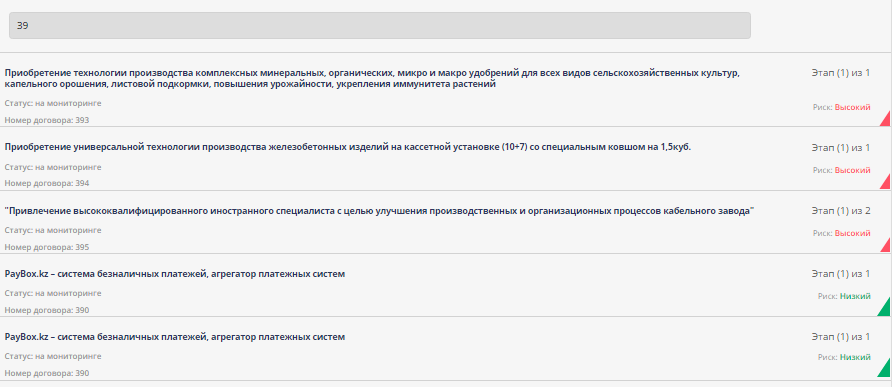 39
Приобретение технологии производства комплексных минеральных, органических, микро и макро удобрений для всех видов сельскохозяйственных культур,
капельного орошения, листовой подкормки, повышения урожайности, укрепления иммунитета растений
Этап (1) из 1
Статус: на мониторинге
Риск: Высокий
Номер договора: 393
Приобретение универсальной технологии производства железобетонных изделий на кассетной установке (10+7) со специальным ковшом на 1,5куб.
Этап (1) из 1
Статус: на мониторинге
Риск: Высокий
Номер договора: 394
"Привлечение высококвалифицированного иностранного специалиста с целью улучшения производственных и организационных процессов кабельного завода"
Этап (1) из 2
Статус: на мониторинге
Риск: Высокий
Номер договора: 395
PayBox.kz – система безналичных платежей, агрегатор платежных систем
Этап (1) из 1
Статус: на мониторинге
Риск: Низкий
Номер договора: 390
PayBox.kz – система безналичных платежей, агрегатор платежных систем
Этап (1) из 1
Статус: на мониторинге
Риск: Низкий
Номер договора: 390